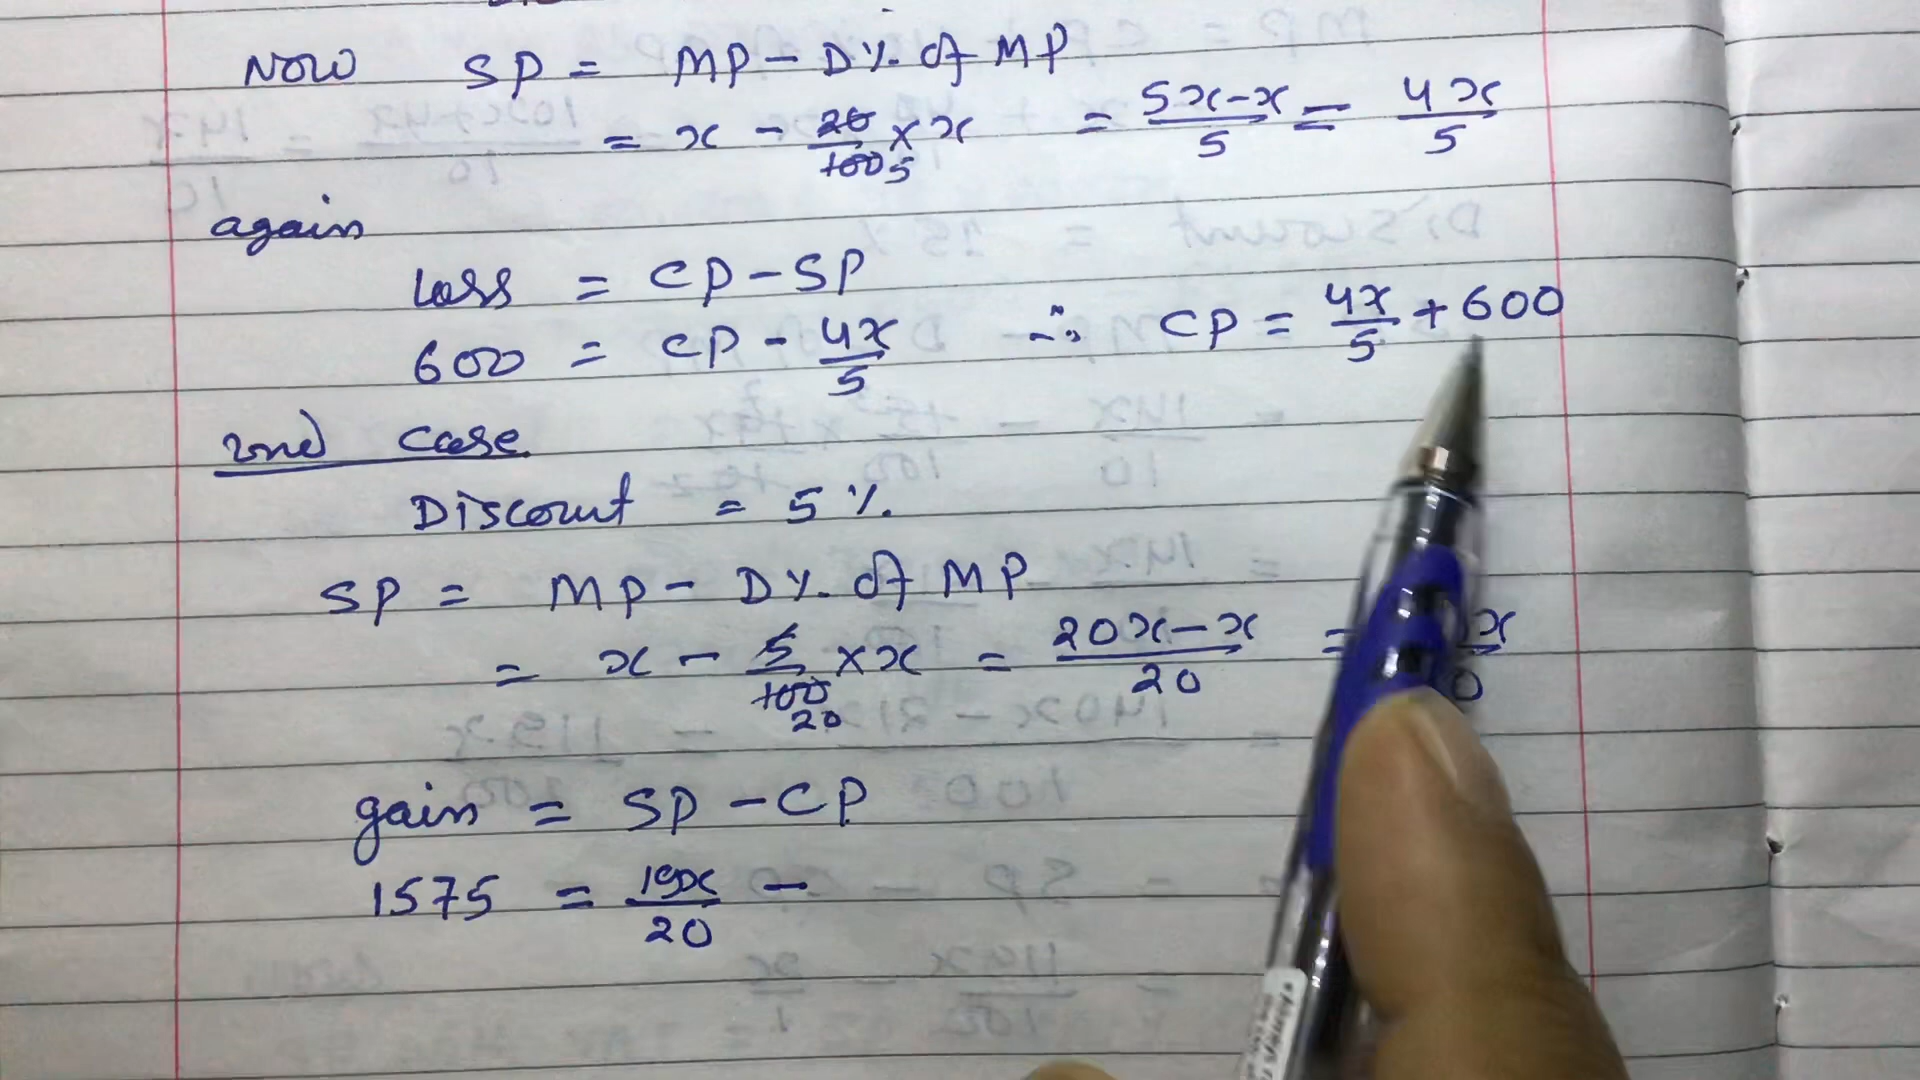 Now SP = MP - D%. of MP
= x - 20/100 5 × x = 5x-x/5 = 4x/5
again
Loss = CP - SP
600 = CP - 4x/5 ∴ CP = 4x/5 + 600
2nd case
Discount = 5%.
SP = MP - D%. of MP
= x - 5/100 20 × x = 20x-x/20 =
gain = SP - CP
1575 = 19x/20 -